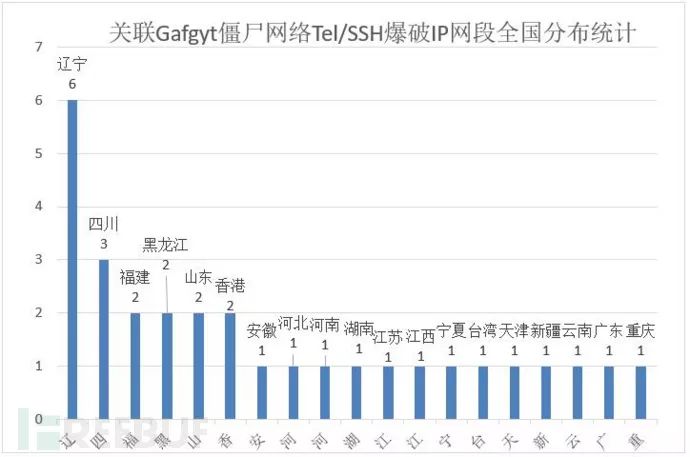 关联Gafgyt僵尸网络Tel/SSH爆破IP网段全国分布统计
7
6
5
4
3
2
1
0
辽宁
6
四川
3
福建
2
黑龙江
2
山东
2
香港
2
安徽
1
河北
1
河南
1
湖南
1
江苏
1
江西
1
宁夏
1
台湾
1
天津
1
新疆
1
云南
1
广东
1
重庆
1
辽 四 福 黑 山 香 安 河 河 湖 江 江 宁 台 天 新 云 广 重
FREEBUF